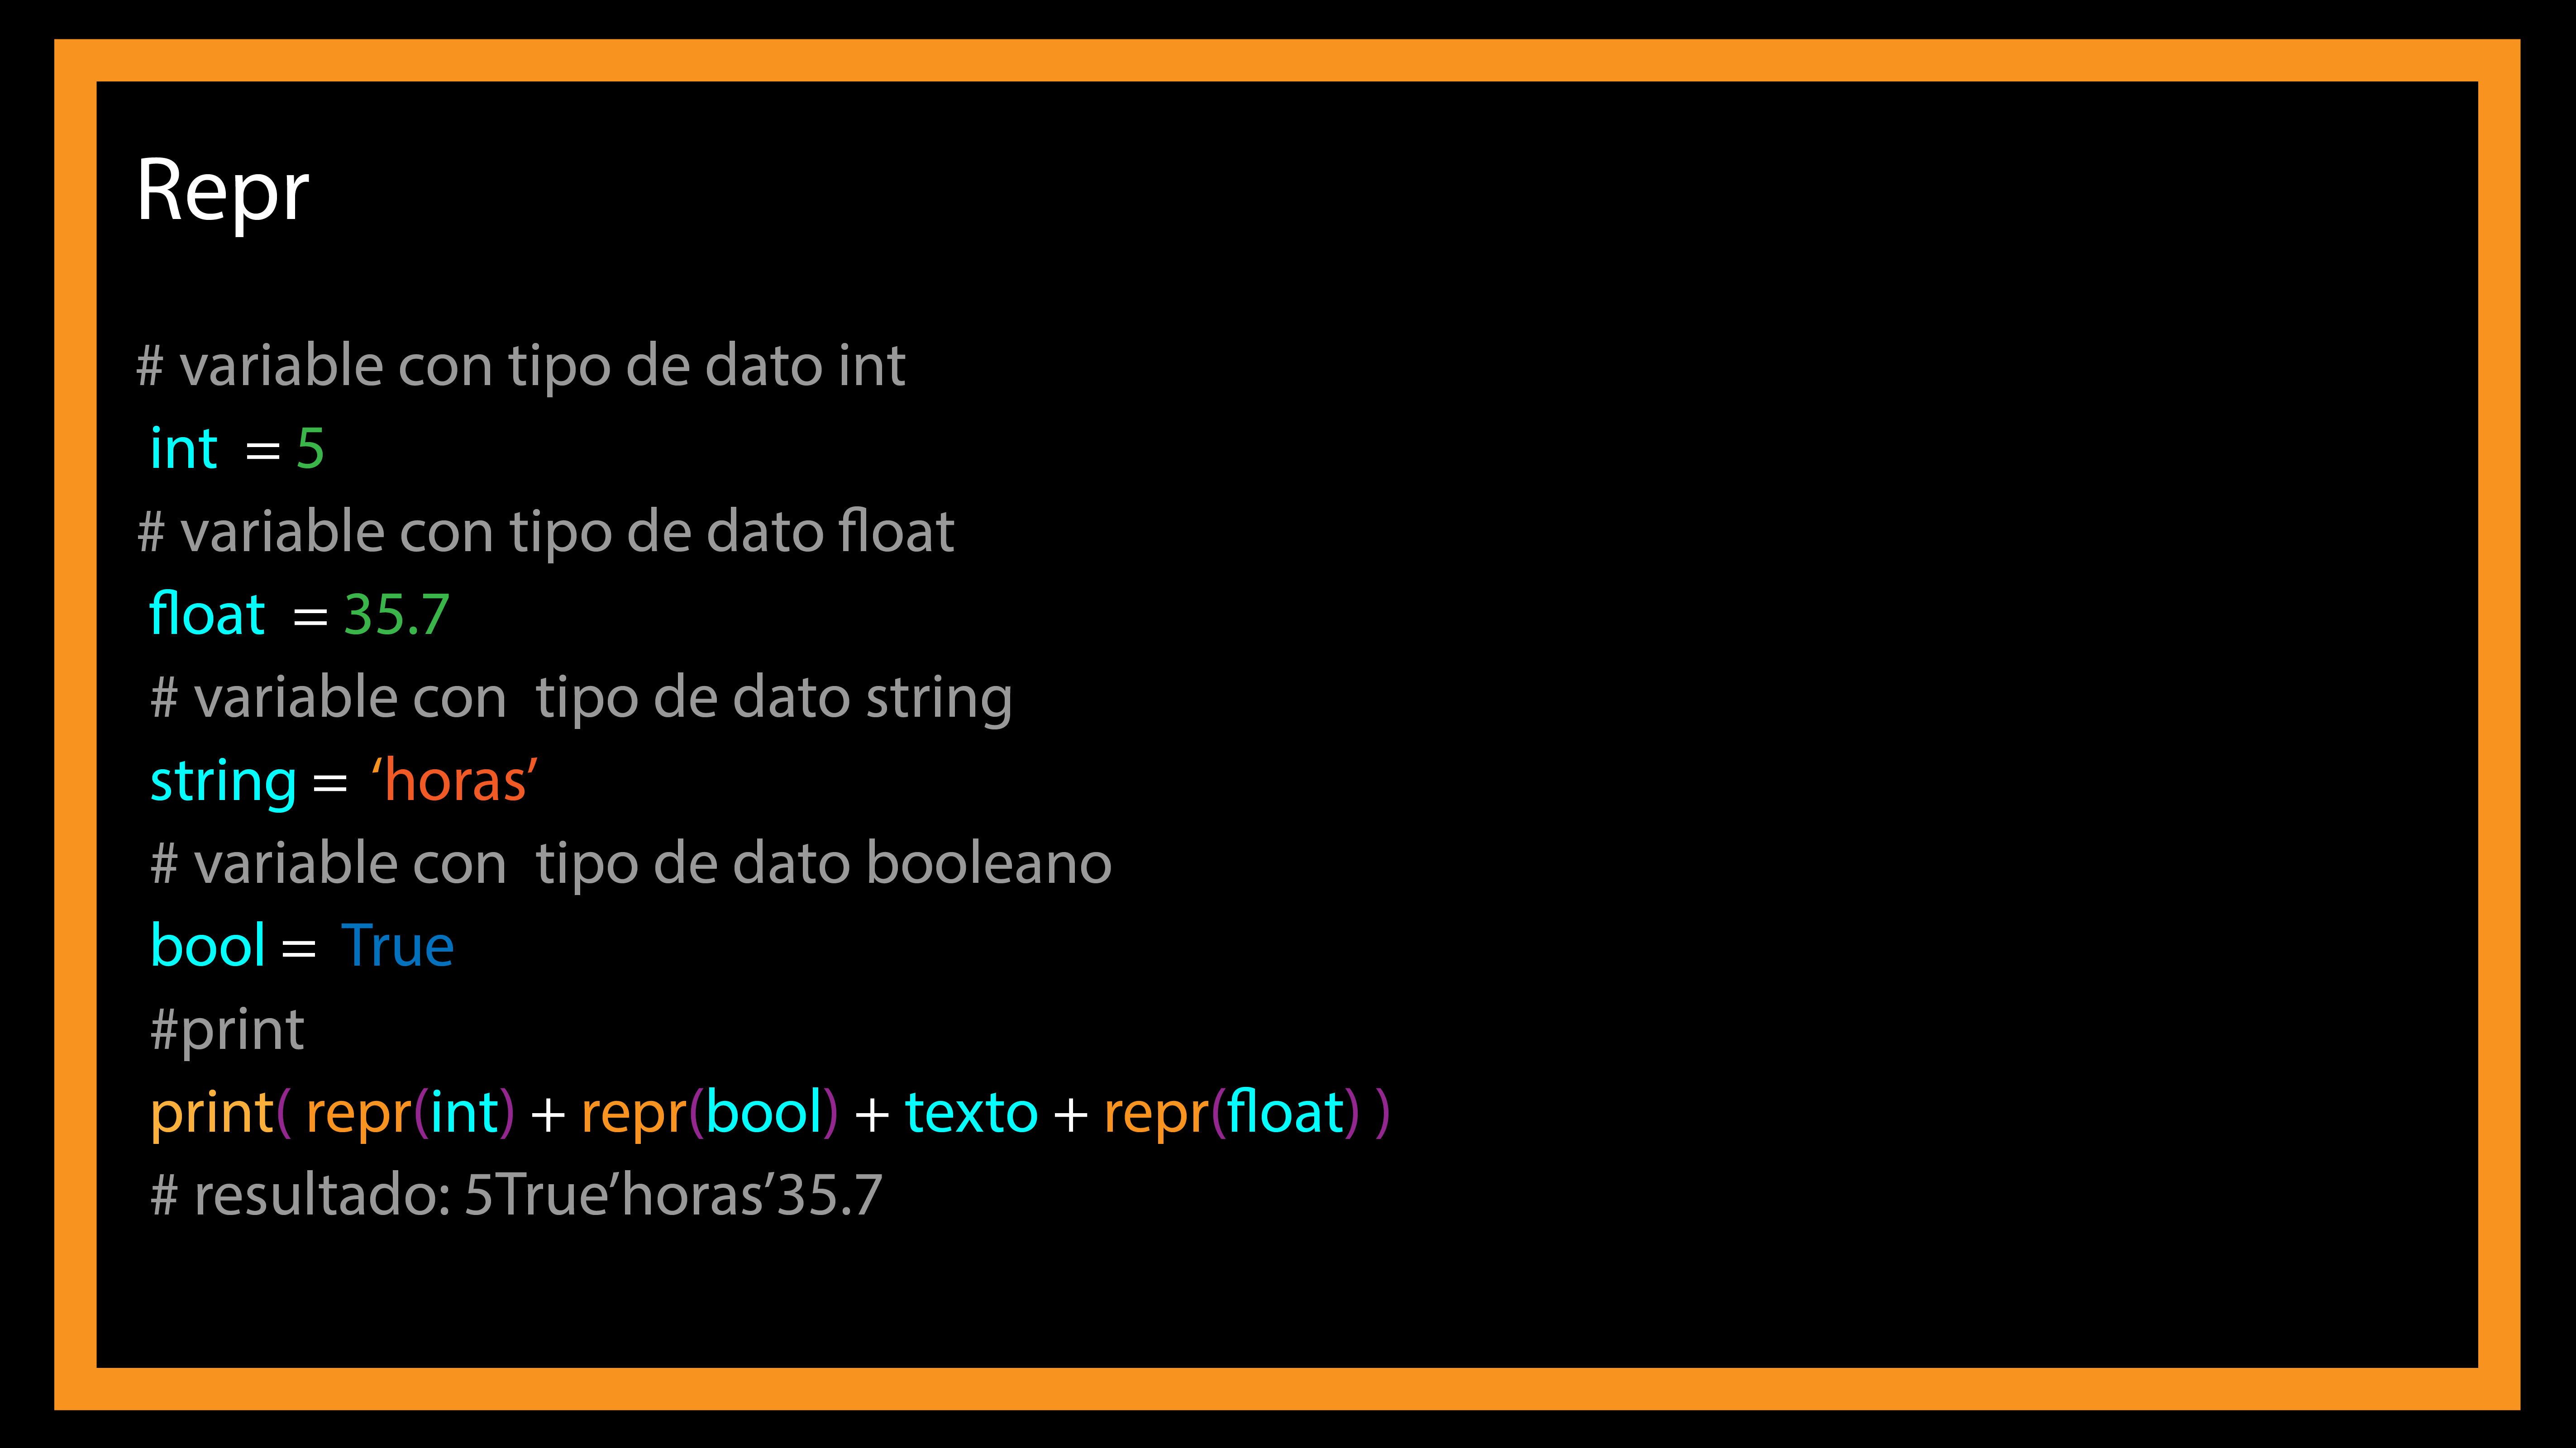 Repr
# variable con tipo de dato int
int = 5
# variable con tipo de dato float
float = 35.7
# variable con tipo de dato string
string = ‘horas’
# variable con tipo de dato booleano
bool = True
#print
print( repr(int) + repr(bool) + texto + repr(float) )
# resultado: 5True’horas’35.7